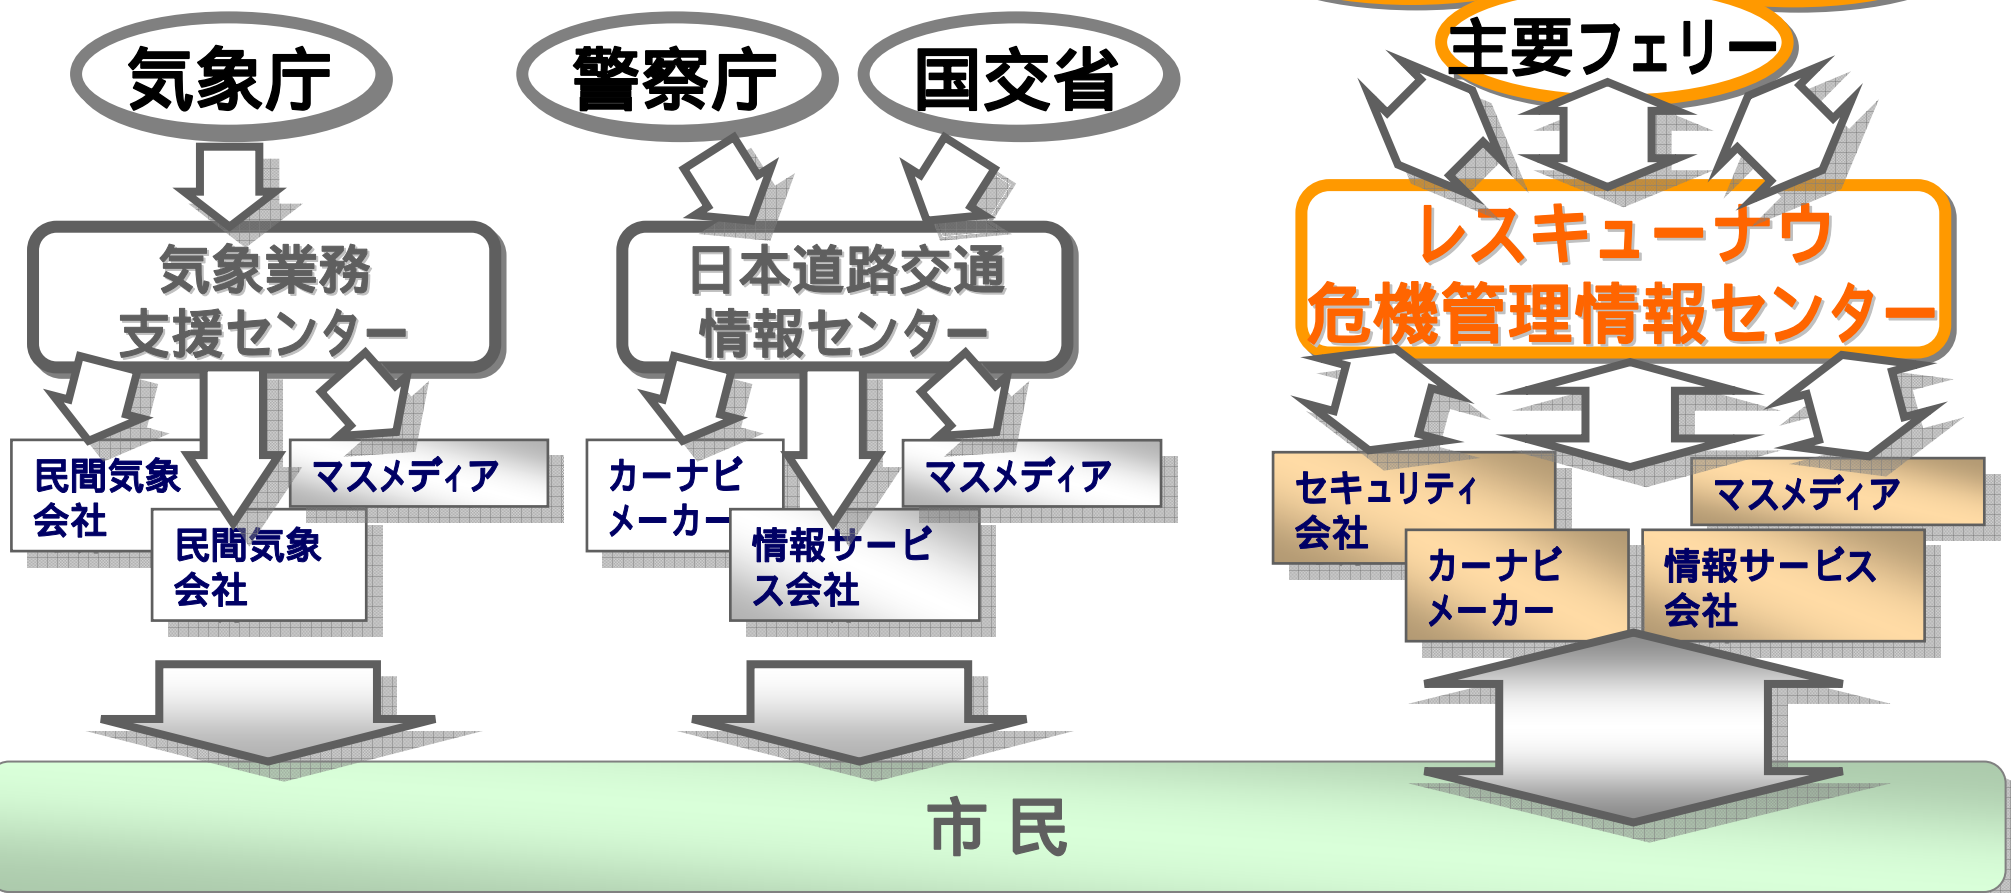 気象庁
警察庁
国交省
主要フェリー
気象業務
支援センター
日本道路交通
情報センター
レスキューナウ
危機管理情報センター
民間気象
会社
民間気象
会社
マスメディア
カーナビ
メーカー
情報サービ
ス会社
マスメディア
セキュリティ
会社
カーナビ
メーカー
情報サービス
会社
マスメディア
市 民